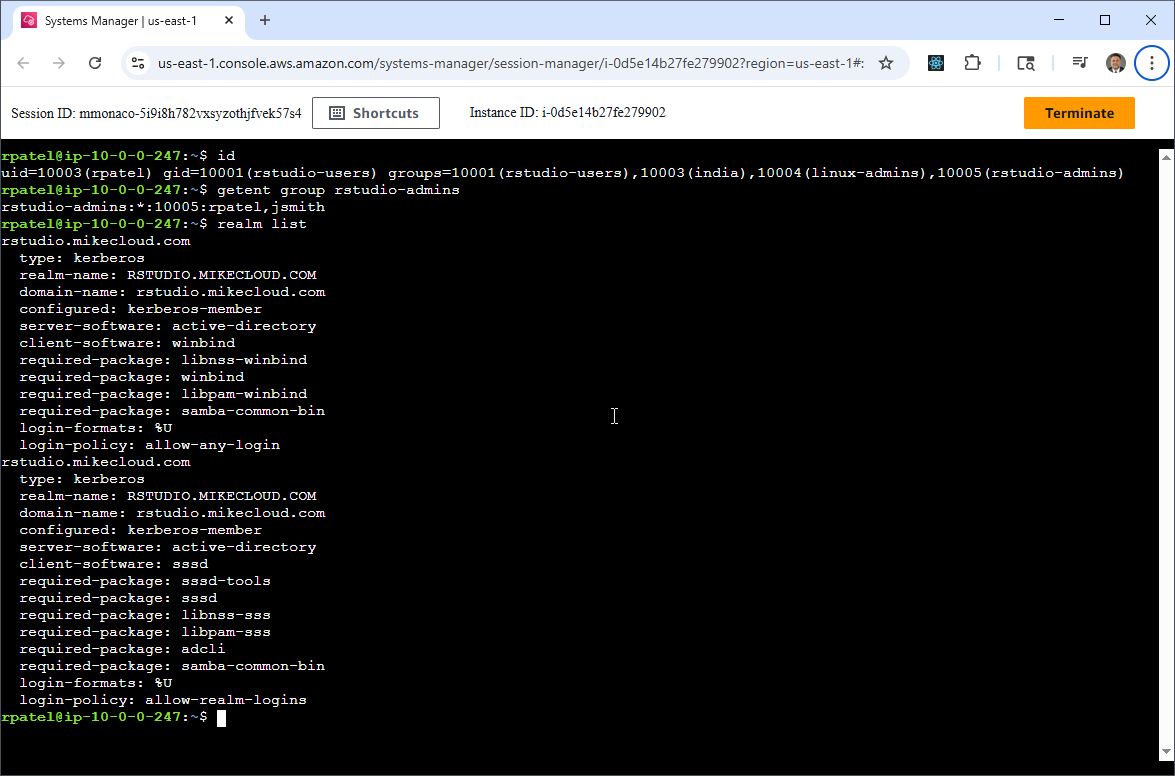 Systems Manager | us-east-1
us-east-1.console.aws.amazon.com/systems-manager/session-manager/i-0d5e14b27fe279902?region=us-east-1#:
Session ID: mmonaco-5i9i8h782vxsyzothjfvek57s4
Shortcuts
Instance ID: i-0d5e14b27fe279902
Terminate
rpatel@ip-10-0-0-247:~$ id
uid=10003(rpatel) gid=10001(rstudio-users) groups=10001(rstudio-users),10003(india),10004(linux-admins),10005(rstudio-admins)
rpatel@ip-10-0-0-247:~$ getent group rstudio-admins
rstudio-admins:*:10005:rpatel,jsmith
rpatel@ip-10-0-0-247:~$ realm list
rstudio.mikecloud.com
  type: kerberos
  realm-name: RSTUDIO.MIKECLOUD.COM
  domain-name: rstudio.mikecloud.com
  configured: kerberos-member
  server-software: active-directory
  client-software: winbind
  required-package: libnss-winbind
  required-package: winbind
  required-package: libpam-winbind
  required-package: samba-common-bin
  login-formats: %U
  login-policy: allow-any-login
rstudio.mikecloud.com
  type: kerberos
  realm-name: RSTUDIO.MIKECLOUD.COM
  domain-name: rstudio.mikecloud.com
  configured: kerberos-member
  server-software: active-directory
  client-software: sssd
  required-package: sssd-tools
  required-package: sssd
  required-package: libnss-sss
  required-package: libpam-sss
  required-package: adcli
  required-package: samba-common-bin
  login-formats: %U
  login-policy: allow-realm-logins
rpatel@ip-10-0-0-247:~$